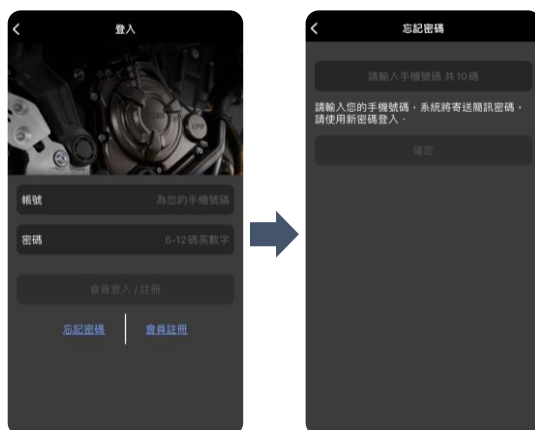 登入
帳號
為您的手機號碼
密碼
6-12碼英數字
會員登入 / 註冊
忘記密碼
會員註冊
忘記密碼
請輸入手機號碼 共10碼
請輸入您的手機號碼，系統將寄送簡訊密碼，
請使用新密碼登入。
確定